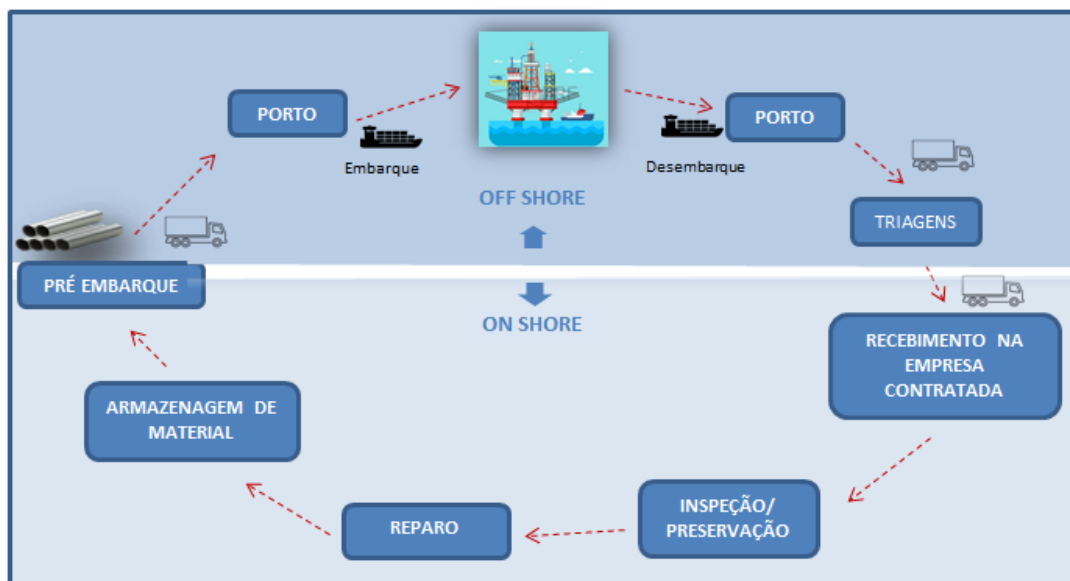 PORTO
Embarque
OFF SHORE
Desembarque
PORTO
TRIAGENS
PRÉ EMBARQUE
ON SHORE
RECEBIMENTO NA
EMPRESA
CONTRATADA
ARMAZENAGEM DE
MATERIAL
INSPEÇÃO/
PRESERVAÇÃO
REPARO